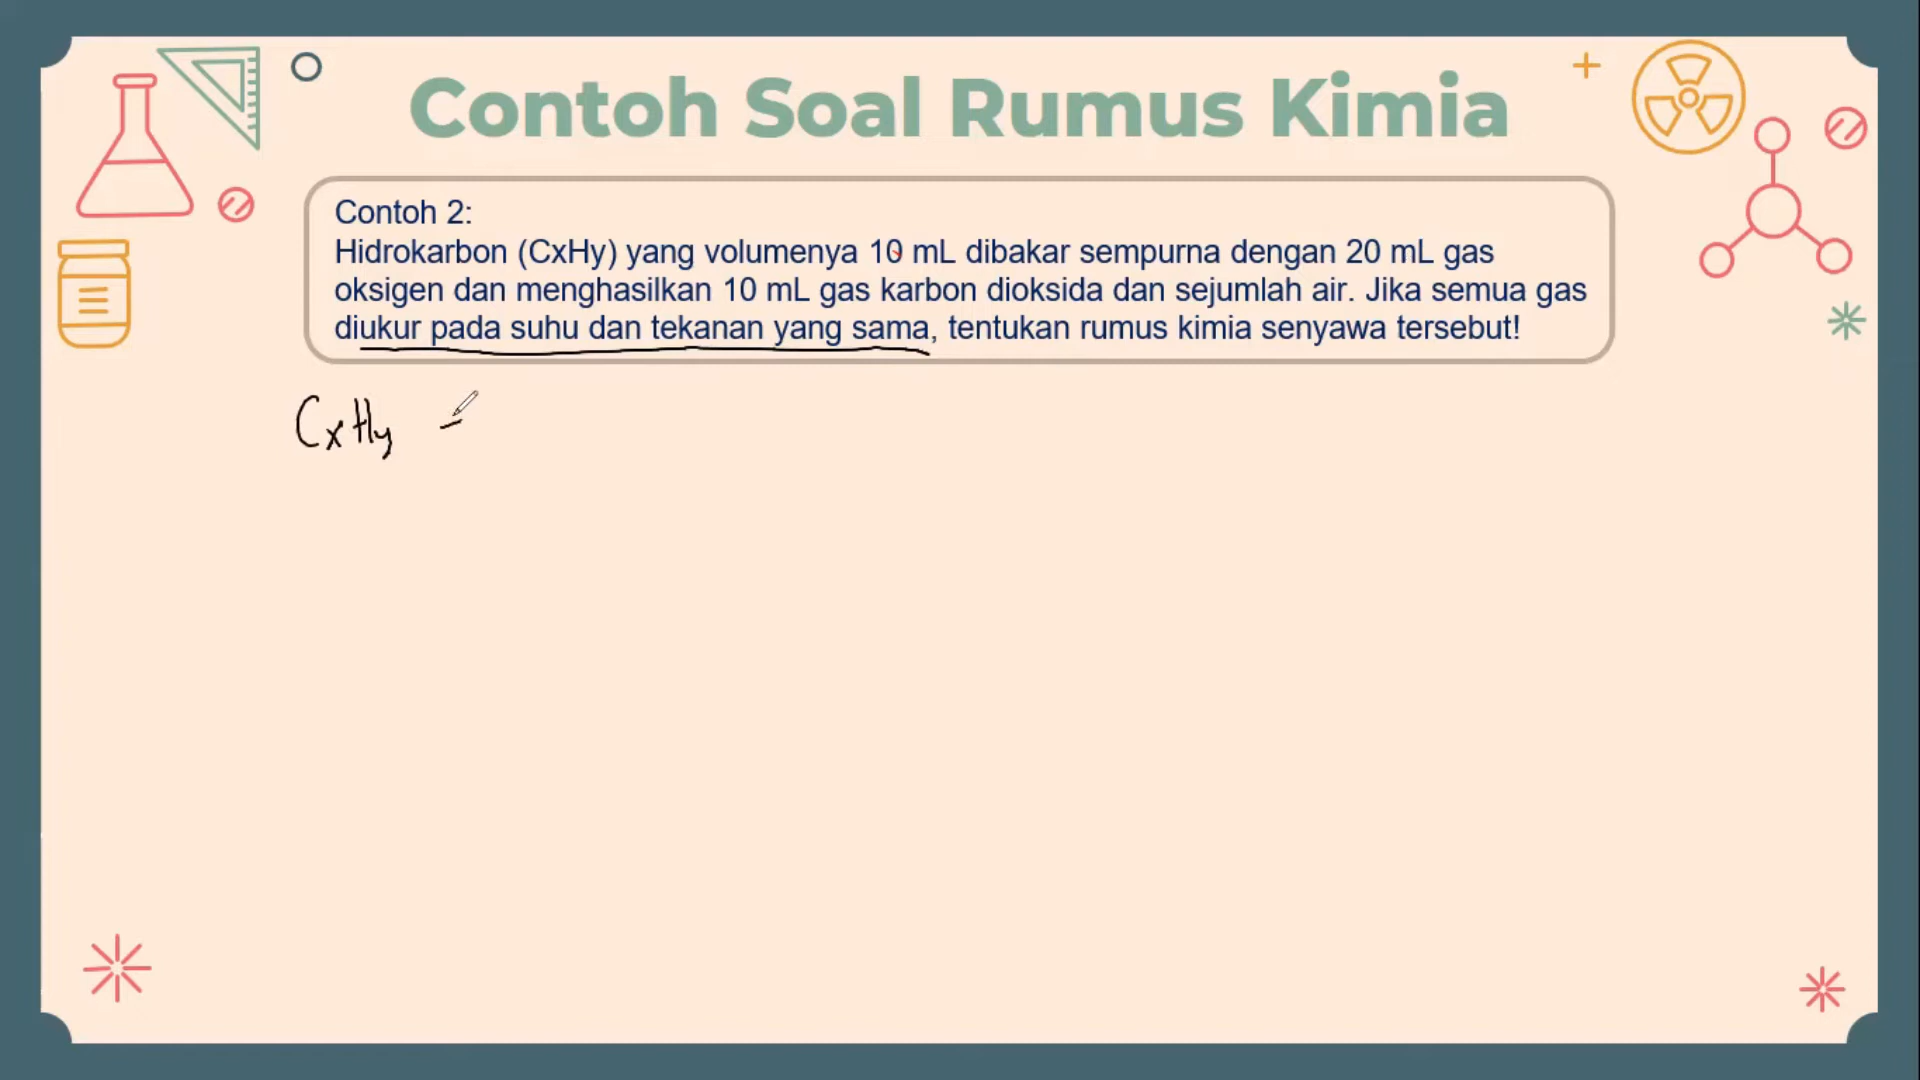 Contoh Soal Rumus Kimia
Contoh 2:
Hidrokarbon (CxHy) yang volumenya 10 mL dibakar sempurna dengan 20 mL gas
oksigen dan menghasilkan 10 mL gas karbon dioksida dan sejumlah air. Jika semua gas
diukur pada suhu dan tekanan yang sama, tentukan rumus kimia senyawa tersebut!
CxHy -